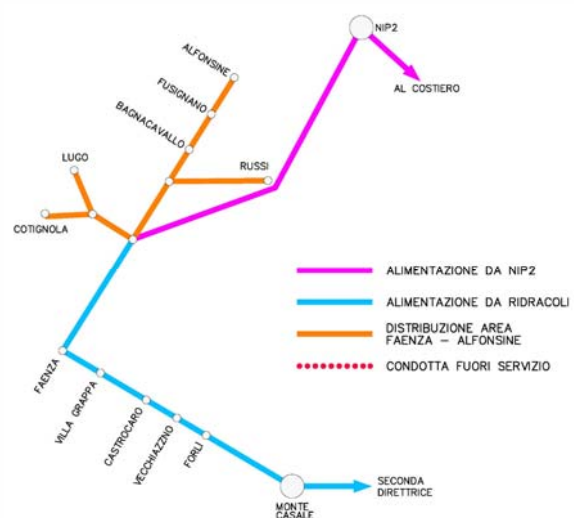 NIP2
ALFONSINE
AL COSTIERO
FUSIGNANO
BAGNACAVALLO
LUGO
RUSSI
COTIGNOLA
ALIMENTAZIONE DA NIP2
ALIMENTAZIONE DA RIDRACOLI
DISTRIBUZIONE AREA
FAENZA – ALFONSINE
CONDOTTA FUORI SERVIZIO
FAENZA
VILLA GRAPPA
CASTROCARO
VECCHIAZZNO
FORLI
SECONDA
DIRETTRICE
MONTE
CASALE